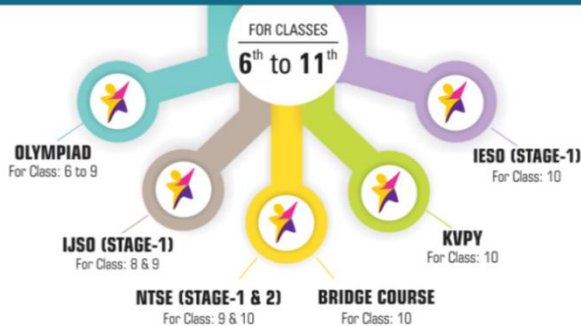 FOR CLASSES
6th to 11th
OLYMPIAD
For Class: 6 to 9
IESO (STAGE-1)
For Class: 10
IJSO (STAGE-1)
For Class: 8 & 9
KVPY
For Class: 10
NTSE (STAGE-1 & 2)
For Class: 9 & 10
BRIDGE COURSE
For Class: 10